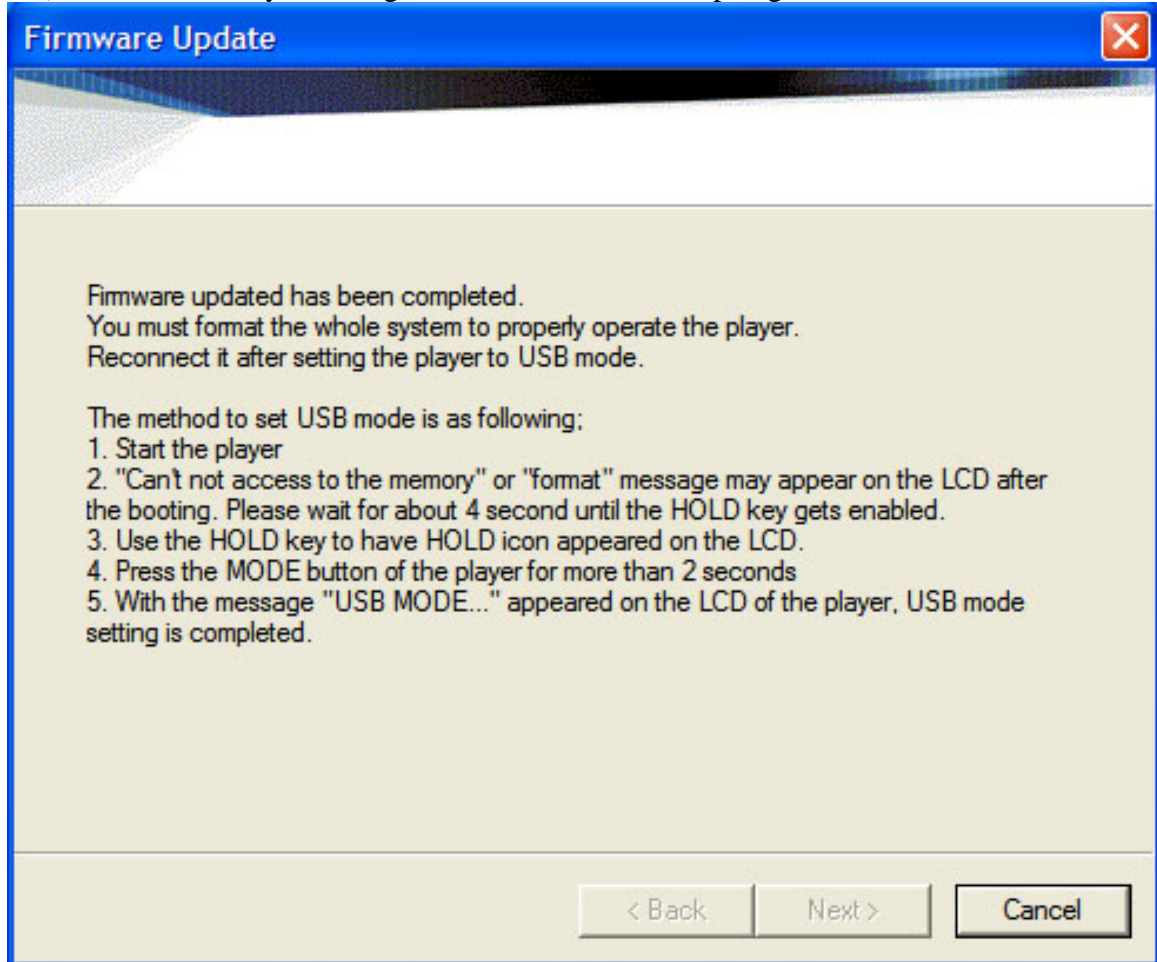 Firmware Update
Firmware updated has been completed.
You must format the whole system to properly operate the player.
Reconnect it after setting the player to USB mode.
The method to set USB mode is as following;
1. Start the player
2. "Can't not access to the memory" or "format" message may appear on the LCD after
the booting. Please wait for about 4 second until the HOLD key gets enabled.
3. Use the HOLD key to have HOLD icon appeared on the LCD.
4. Press the MODE button of the player for more than 2 seconds
5. With the message "USB MODE..." appeared on the LCD of the player, USB mode
setting is completed.
< Back
Next >
Cancel